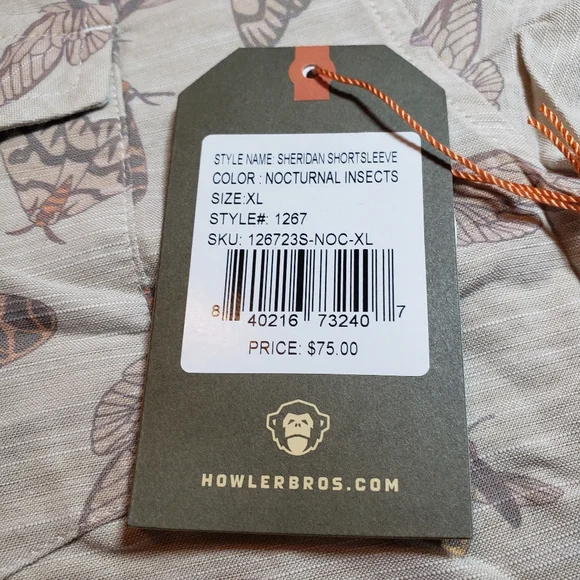 STYLE NAME: SHERIDAN SHORTSLEEVE
COLOR : NOCTURNAL INSECTS
SIZE:XL
STYLE#: 1267
SKU: 126723S-NOC-XL
8 40216 73240 7
PRICE: $75.00
HOWLERBROS.COM